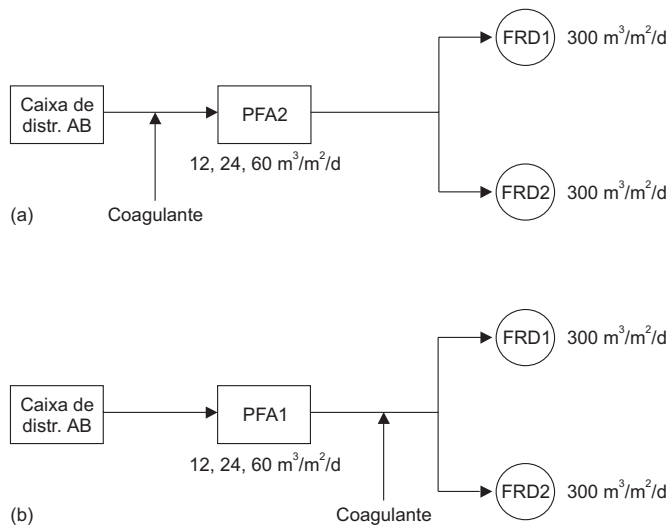 FRD1 300 m³/m²/d
Caixa de
distr. AB
PFA2
12, 24, 60 m³/m²/d
FRD2 300 m³/m²/d
(a)
Coagulante
FRD1 300 m³/m²/d
Caixa de
distr. AB
PFA1
12, 24, 60 m³/m²/d
FRD2 300 m³/m²/d
(b)
Coagulante